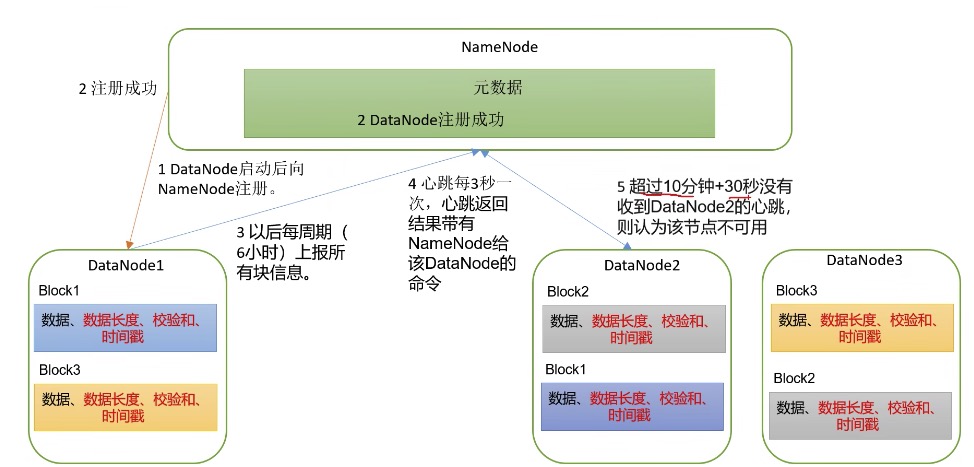 NameNode
元数据
2 DataNode注册成功
2 注册成功
1 DataNode启动后向
NameNode注册。
3 以后每周期（
6小时）上报所
有块信息。
4 心跳每3秒一
次，心跳返回
结果带有
NameNode给
该DataNode的
命令
5 超过10分钟+30秒没有
收到DataNode2的心跳，
则认为该节点不可用
DataNode1
Block1
数据、数据长度、校验和、
时间戳
Block3
数据、数据长度、校验和、
时间戳
DataNode2
Block2
数据、数据长度、校验和、
时间戳
Block1
数据、数据长度、校验和、
时间戳
DataNode3
Block3
数据、数据长度、校验和、
时间戳
Block2
数据、数据长度、校验和、
时间戳